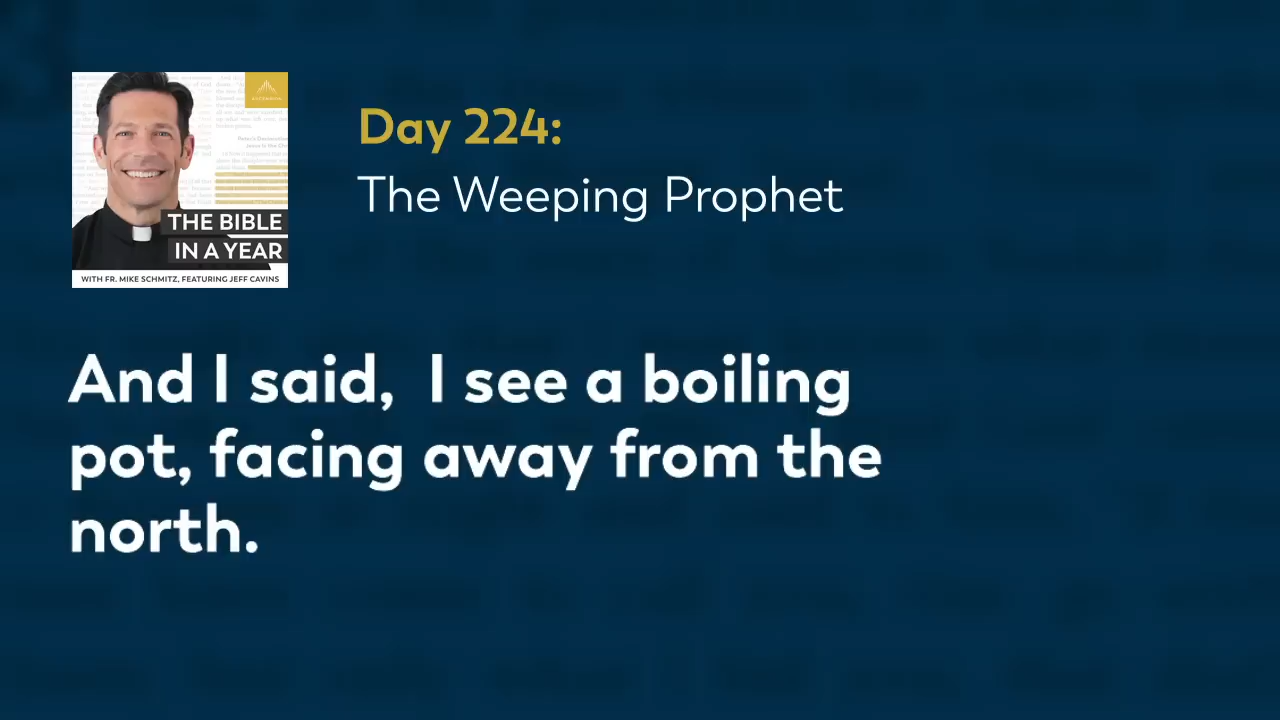 Day 224:
The Weeping Prophet
THE BIBLE
IN A YEAR
WITH FR. MIKE SCHMITZ, FEATURING JEFF CAVINS
And I said,  I see a boiling
pot, facing away from the
north.